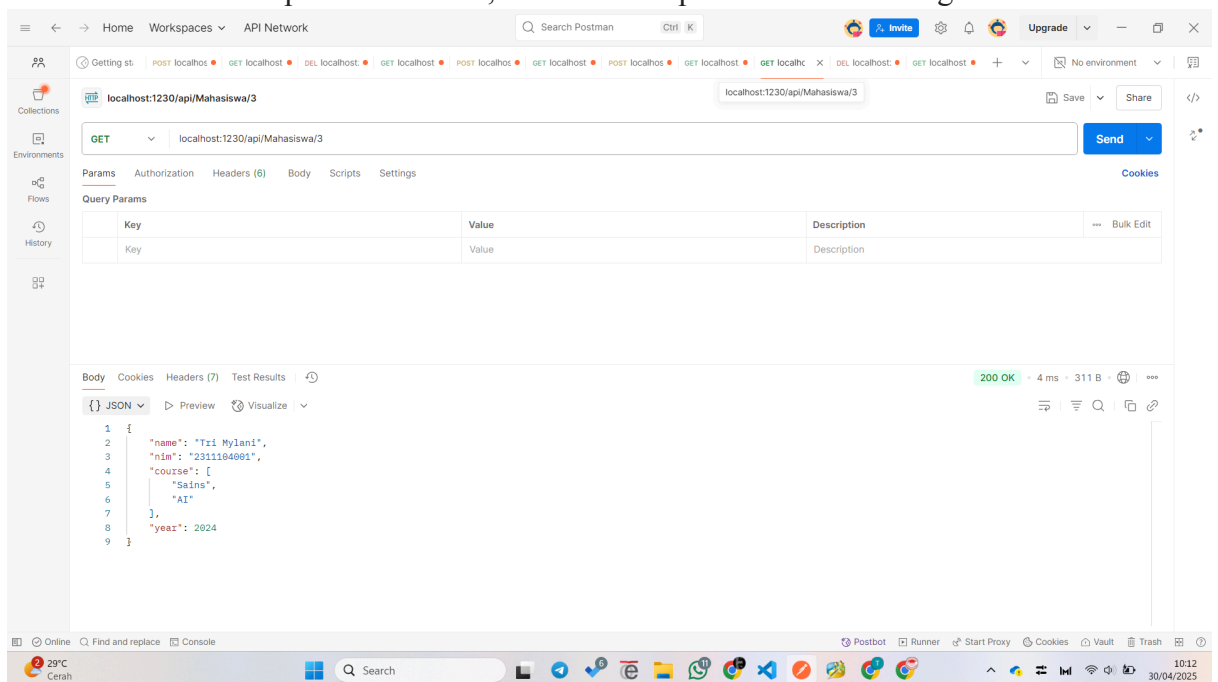 Home Workspaces API Network Search Postman Ctrl K Invite Upgrade
Getting st POST localhos GET localhost DEL localhost: GET localhost POST localhos GET localhost POST localhos GET localhost GET localhc DEL localhost: GET localhost No environment
localhost:1230/api/Mahasiswa/3
Collections
HTTP localhost:1230/api/Mahasiswa/3 Save Share
GET localhost:1230/api/Mahasiswa/3 Send
Environments
Params Authorization Headers (6) Body Scripts Settings Cookies
Flows
Query Params
Key Value Description Bulk Edit
Key Value Description
History
Body Cookies Headers (7) Test Results 200 OK 4 ms 311 B
{} JSON Preview Visualize
1 {
2 "name": "Tri Mylani",
3 "nim": "2311104001",
4 "course": [
5 "Sains",
6 "AI"
7 ],
8 "year": 2024
9 }
Online Find and replace Console Postbot Runner Start Proxy Cookies Vault Trash
2 29°C
Cerah
Search
6
9
10:12
30/04/2025